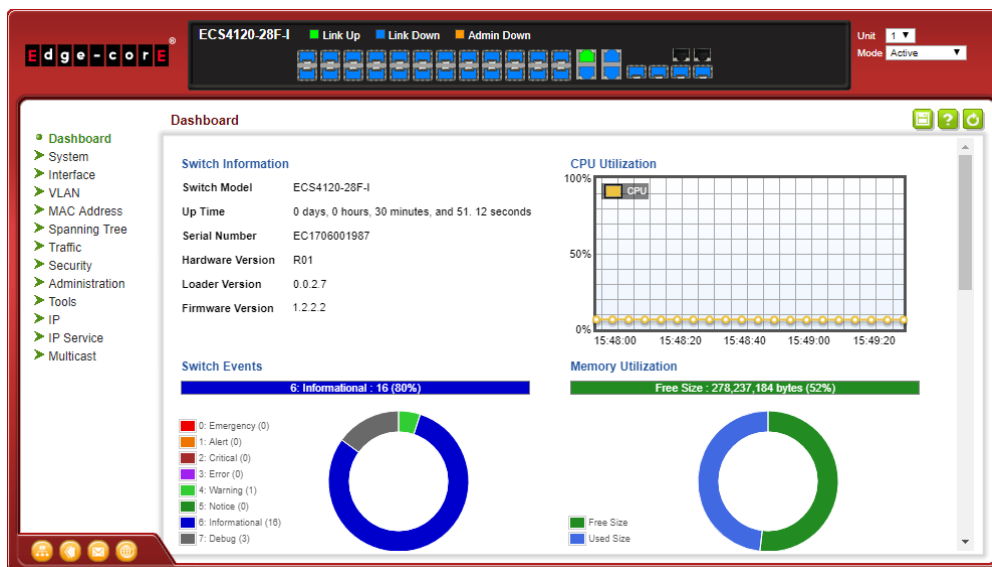 Edge-corE®
ECS4120-28F-I Link Up Link Down Admin Down
Unit 1
Mode Active
Dashboard
System
Interface
VLAN
MAC Address
Spanning Tree
Traffic
Security
Administration
Tools
IP
IP Service
Multicast
Dashboard
?
Switch Information
Switch Model ECS4120-28F-I
Up Time 0 days, 0 hours, 30 minutes, and 51. 12 seconds
Serial Number EC1706001987
Hardware Version R01
Loader Version 0.0.2.7
Firmware Version 1.2.2.2
CPU Utilization
100%
CPU
50%
0%
15:48:00 15:48:20 15:48:40 15:49:00 15:49:20
Switch Events
6: Informational : 16 (80%)
0: Emergency (0)
1: Alert (0)
2: Critical (0)
3: Error (0)
4: Warning (1)
5: Notice (0)
6: Informational (16)
7: Debug (3)
Memory Utilization
Free Size : 278,237,184 bytes (52%)
Free Size
Used Size